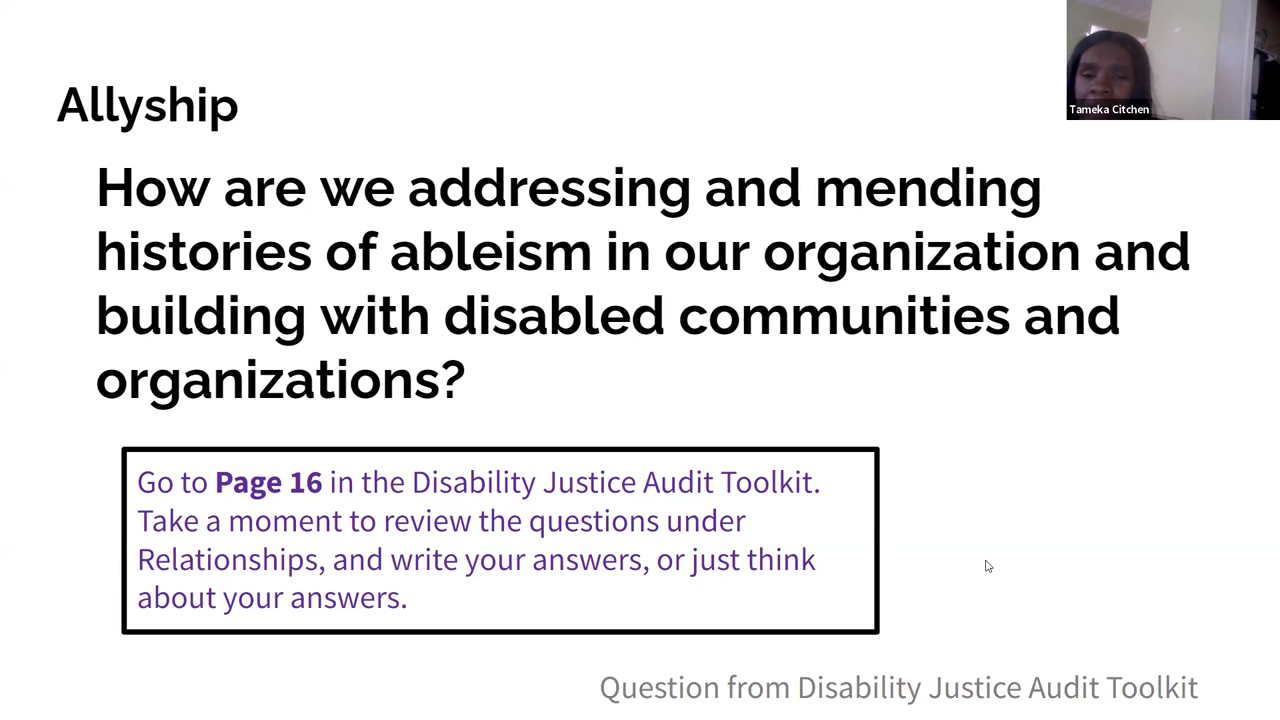 Tameka Citchen
Allyship
How are we addressing and mending
histories of ableism in our organization and
building with disabled communities and
organizations?
Go to Page 16 in the Disability Justice Audit Toolkit.
Take a moment to review the questions under
Relationships, and write your answers, or just think
about your answers.
Question from Disability Justice Audit Toolkit